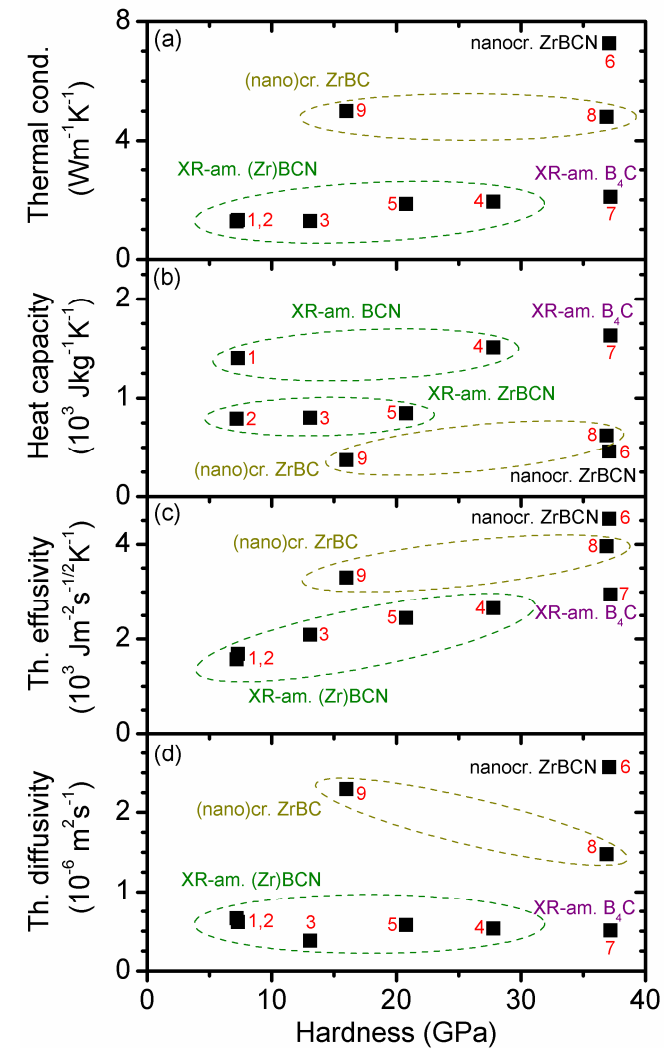 8
(a)
nanocr. ZrBCN
6
(nano)cr. ZrBC
9
8
4
XR-am. (Zr)BCN
XR-am. B₄C
1,2
3
5
4
7
0
Thermal cond.
(Wm⁻¹K⁻¹)
(b)
2
XR-am. BCN
XR-am. B₄C
1
4
7
1
XR-am. ZrBCN
2
3
5
8
6
9
(nano)cr. ZrBC
nanocr. ZrBCN
0
Heat capacity
(10³ Jkg⁻¹K⁻¹)
(c)
nanocr. ZrBCN
6
4
(nano)cr. ZrBC
8
9
7
2
1,2
3
5
4
XR-am. B₄C
XR-am. (Zr)BCN
0
Th. effusivity
(10³ Jm⁻²s⁻¹/²K⁻¹)
(d)
nanocr. ZrBCN
6
2
(nano)cr. ZrBC
9
8
XR-am. (Zr)BCN
1
XR-am. B₄C
1,2
3
5
4
7
0
Th. diffusivity
(10⁻⁶ m²s⁻¹)
0 10 20 30 40
Hardness (GPa)